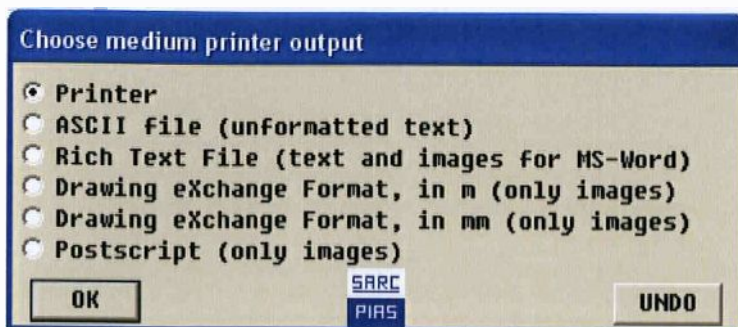 Choose medium printer output
Printer
ASCII file (unformatted text)
Rich Text File (text and images for MS-Word)
Drawing eXchange Format, in m (only images)
Drawing eXchange Format, in mm (only images)
Postscript (only images)
OK
SARC
PIAS
UNDO